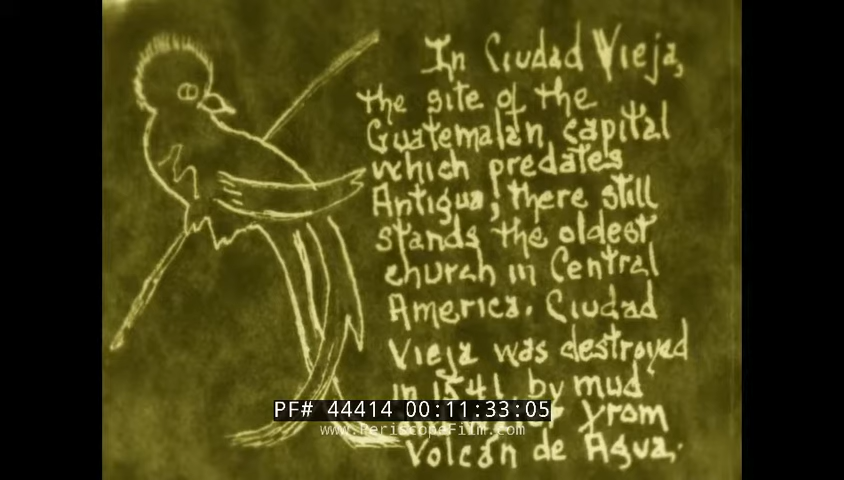 In Ciudad Vieja,
the site of the
Guatemalan capital
which predates
Antigua, there still
stands the oldest
church in Central
America. Ciudad
Vieja was destroyed
in 1541 by mud
from
Volcán de Agua.
PF# 44414 00:11:33:05
www.PeriscopeFilm.com